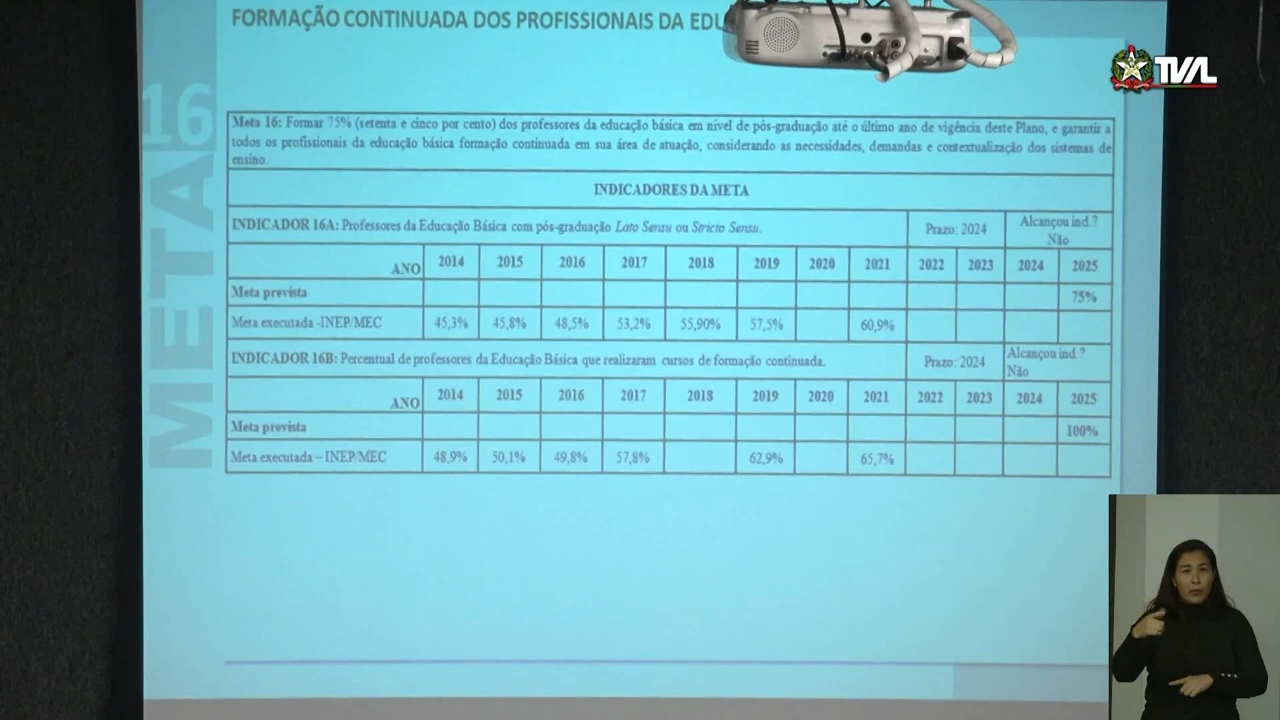 FORMAÇÃO CONTINUADA DOS PROFISSIONAIS DA EDU
TVAL
META 16
Meta 16: Formar 75% (setenta e cinco por cento) dos professores da educação básica em nível de pós-graduação até o último ano de vigência deste Plano, e garantir a
todos os profissionais da educação básica formação continuada em sua área de atuação, considerando as necessidades, demandas e contextualização dos sistemas de
ensino.
INDICADORES DA META
INDICADOR 16A: Professores da Educação Básica com pós-graduação Lato Sensu ou Stricto Sensu. Prazo: 2024 Alcançou ind.?
Não
ANO 2014 2015 2016 2017 2018 2019 2020 2021 2022 2023 2024 2025
Meta prevista 75%
Meta executada -INEP/MEC 45,3% 45,8% 48,5% 53,2% 55,90% 57,5% 60,9%
INDICADOR 16B: Percentual de professores da Educação Básica que realizaram cursos de formação continuada. Prazo: 2024 Alcançou ind.?
Não
ANO 2014 2015 2016 2017 2018 2019 2020 2021 2022 2023 2024 2025
Meta prevista 100%
Meta executada – INEP/MEC 48,9% 50,1% 49,8% 57,8% 62,9% 65,7%